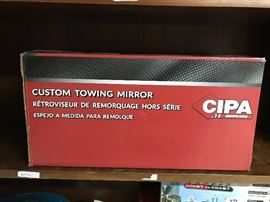 CUSTOM TOWING MIRROR
RÉTROVISEUR DE REMORQUAGE HORS SÉRIE
ESPEJO A MEDIDA PARA REMOLQUE
CIPA
COAST TO COAST